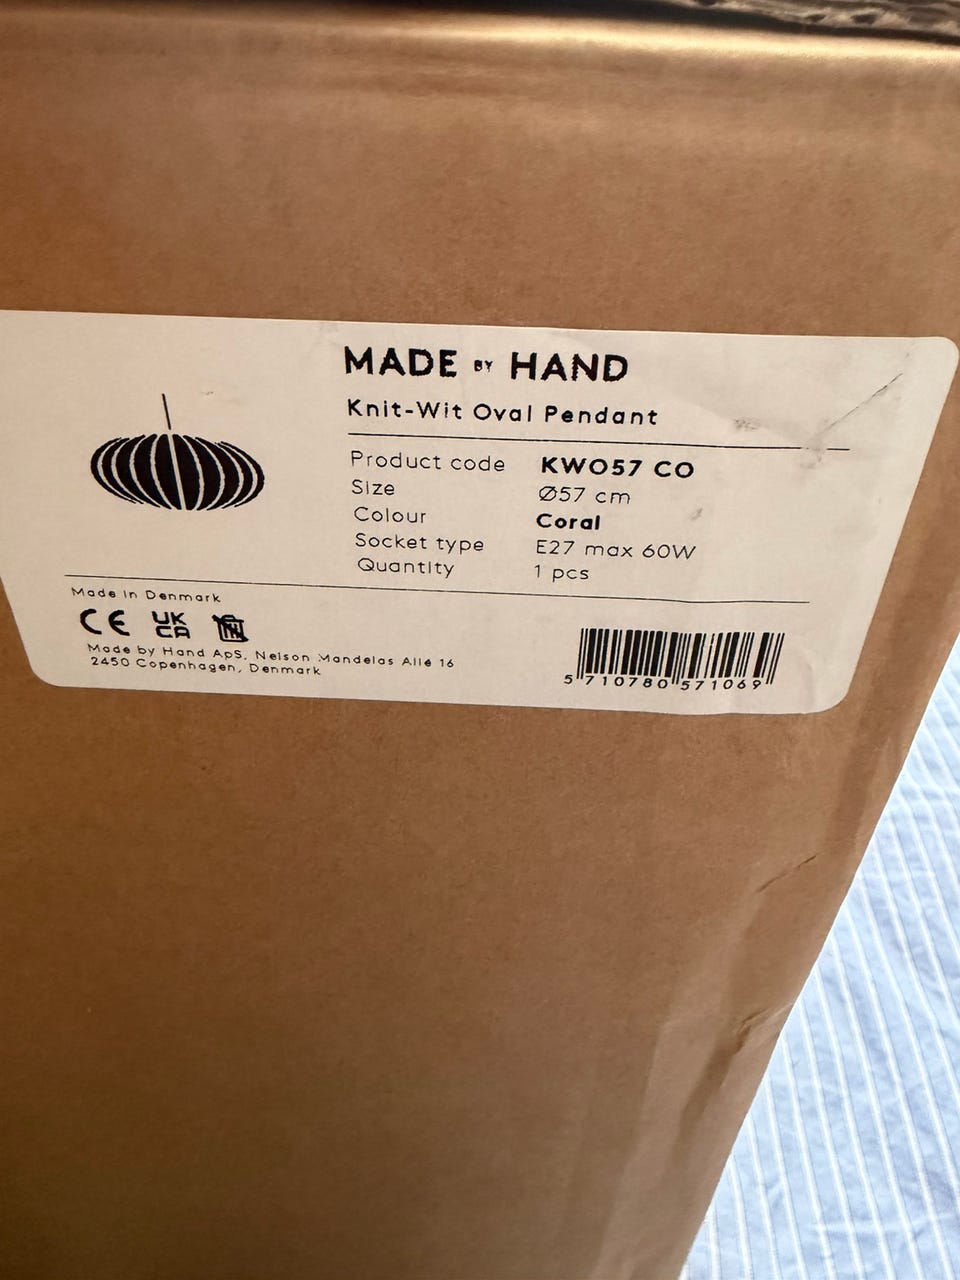 MADE BY HAND
Knit-Wit Oval Pendant
Product code KWO57 CO
Size Ø57 cm
Colour Coral
Socket type E27 max 60W
Quantity 1 pcs
Made in Denmark
CE UK CA
Made by Hand ApS. Nelson Mandelas Allé 16
2450 Copenhagen, Denmark
5 710780 571069